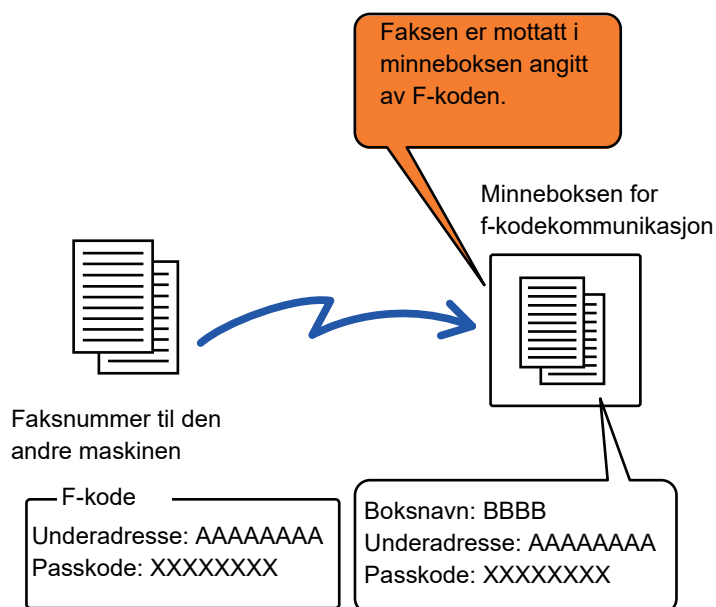 Faksen er mottatt i
minneboksen angitt
av F-koden.
Minneboksen for
f-kodekommunikasjon
Faksnummer til den
andre maskinen
F-kode
Underadresse: AAAAAAAA
Passkode: XXXXXXXX
Boksnavn: BBBB
Underadresse: AAAAAAAA
Passkode: XXXXXXXX